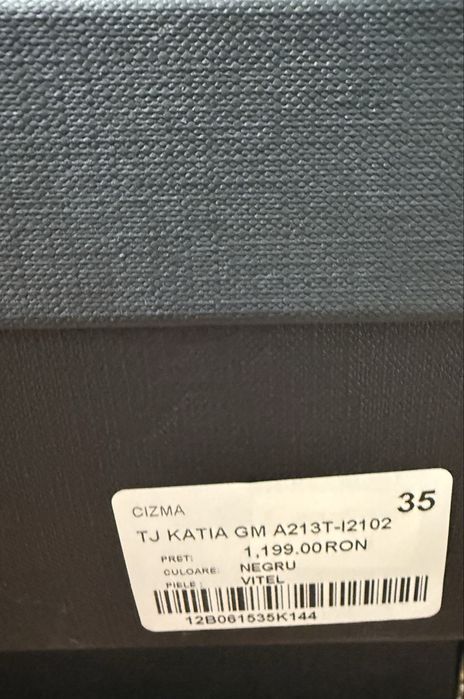 CIZMA 35
TJ KATIA GM A213T-I2102
PRET: 1,199.00RON
CULOARE: NEGRU
PIELE : VITEL
12B061535K144